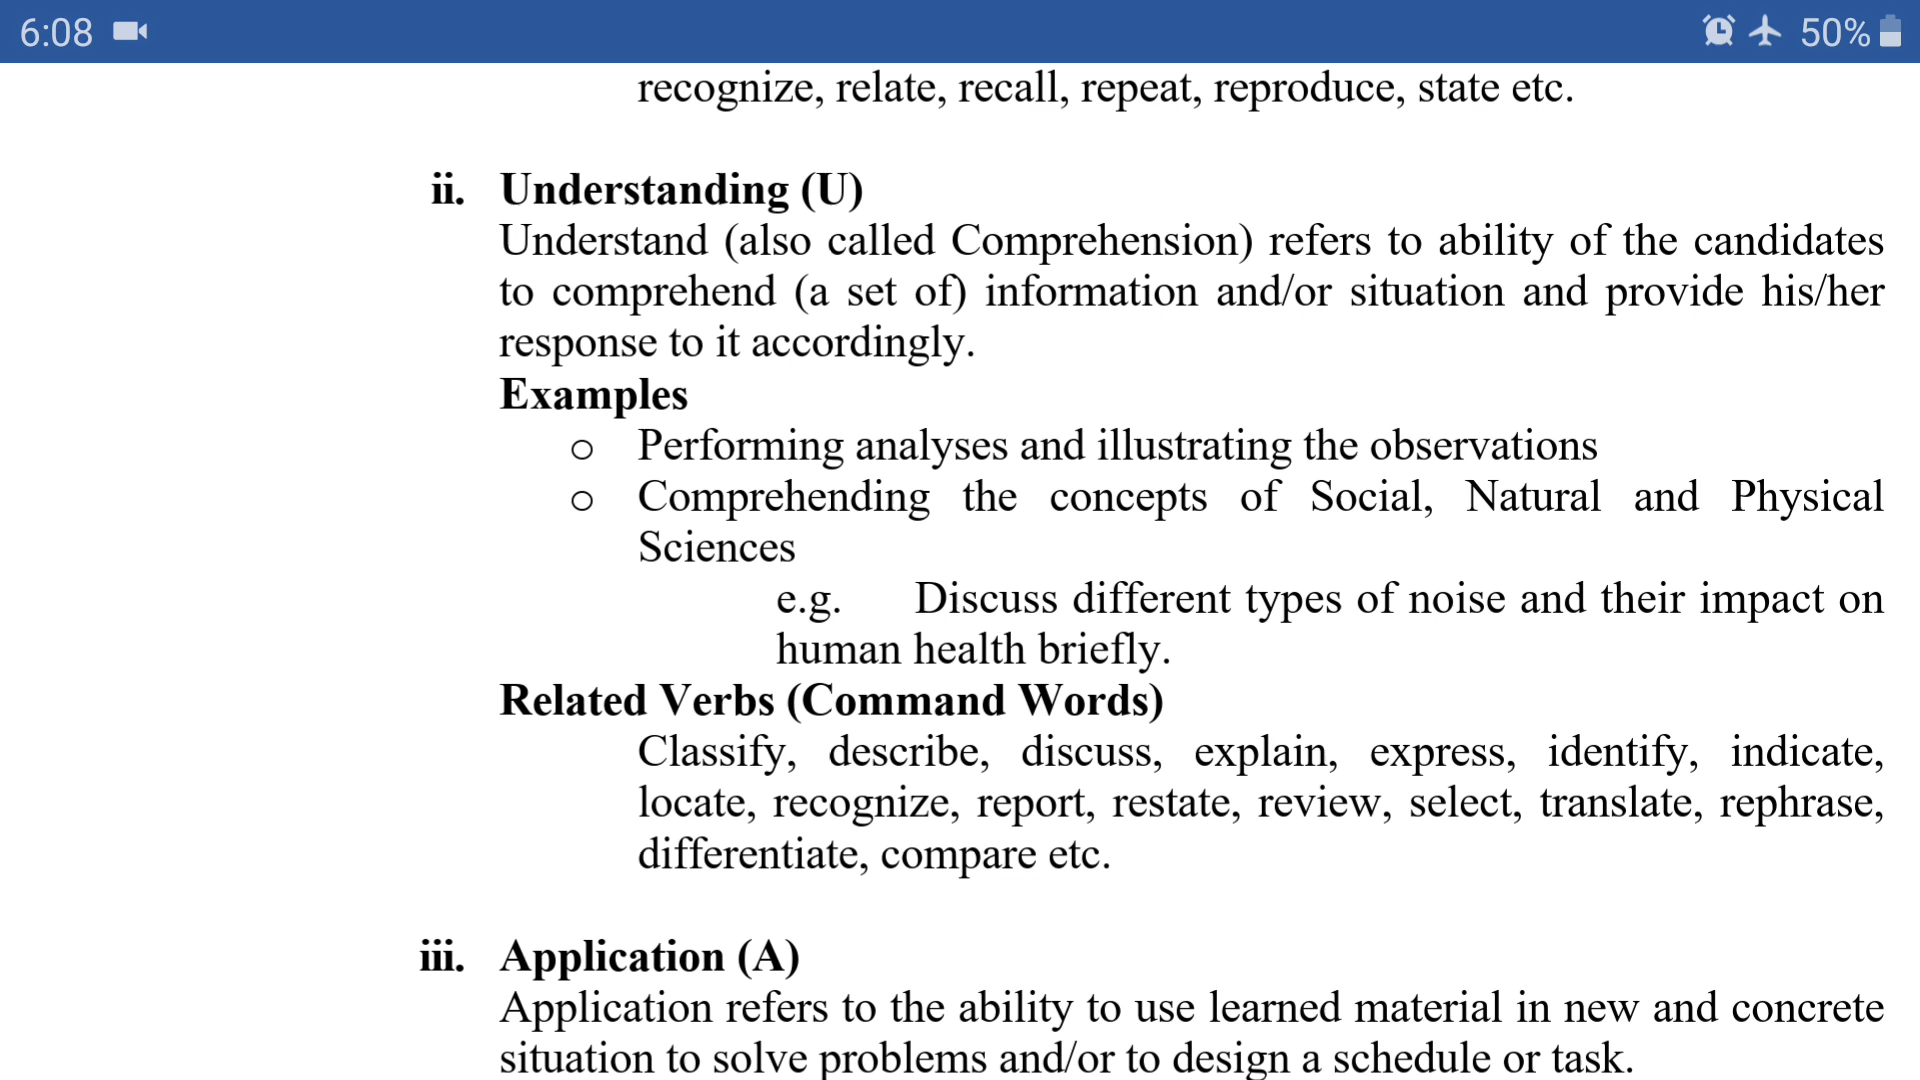 6:08
50%
recognize, relate, recall, repeat, reproduce, state etc.
ii. Understanding (U)
Understand (also called Comprehension) refers to ability of the candidates
to comprehend (a set of) information and/or situation and provide his/her
response to it accordingly.
Examples
o Performing analyses and illustrating the observations
o Comprehending the concepts of Social, Natural and Physical
Sciences
e.g. Discuss different types of noise and their impact on
human health briefly.
Related Verbs (Command Words)
Classify, describe, discuss, explain, express, identify, indicate,
locate, recognize, report, restate, review, select, translate, rephrase,
differentiate, compare etc.
iii. Application (A)
Application refers to the ability to use learned material in new and concrete
situation to solve problems and/or to design a schedule or task.